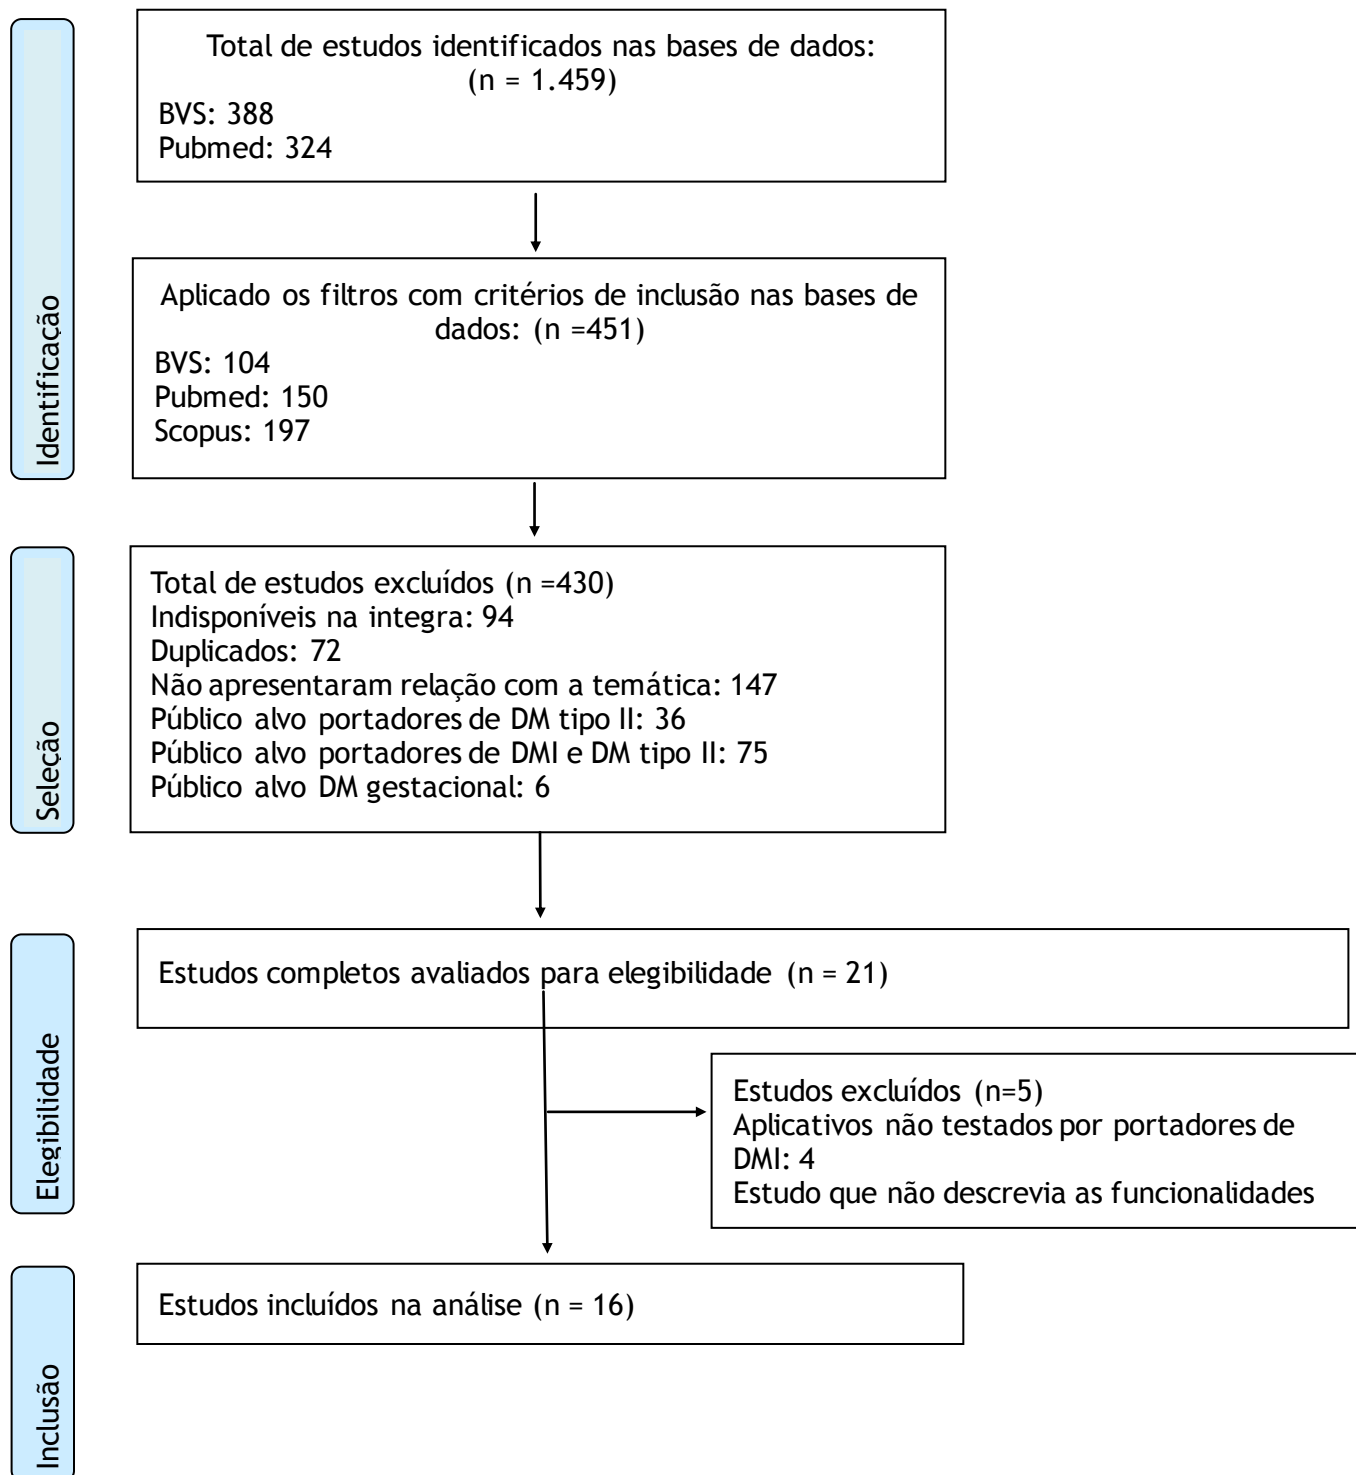 Identificação
Total de estudos identificados nas bases de dados:
(n = 1.459)
BVS: 388
Pubmed: 324
Aplicado os filtros com critérios de inclusão nas bases de
dados: (n =451)
BVS: 104
Pubmed: 150
Scopus: 197
Seleção
Total de estudos excluídos (n =430)
Indisponíveis na integra: 94
Duplicados: 72
Não apresentaram relação com a temática: 147
Público alvo portadores de DM tipo II: 36
Público alvo portadores de DMI e DM tipo II: 75
Público alvo DM gestacional: 6
Elegibilidade
Estudos completos avaliados para elegibilidade (n = 21)
Estudos excluídos (n=5)
Aplicativos não testados por portadores de
DMI: 4
Estudo que não descrevia as funcionalidades
Inclusão
Estudos incluídos na análise (n = 16)